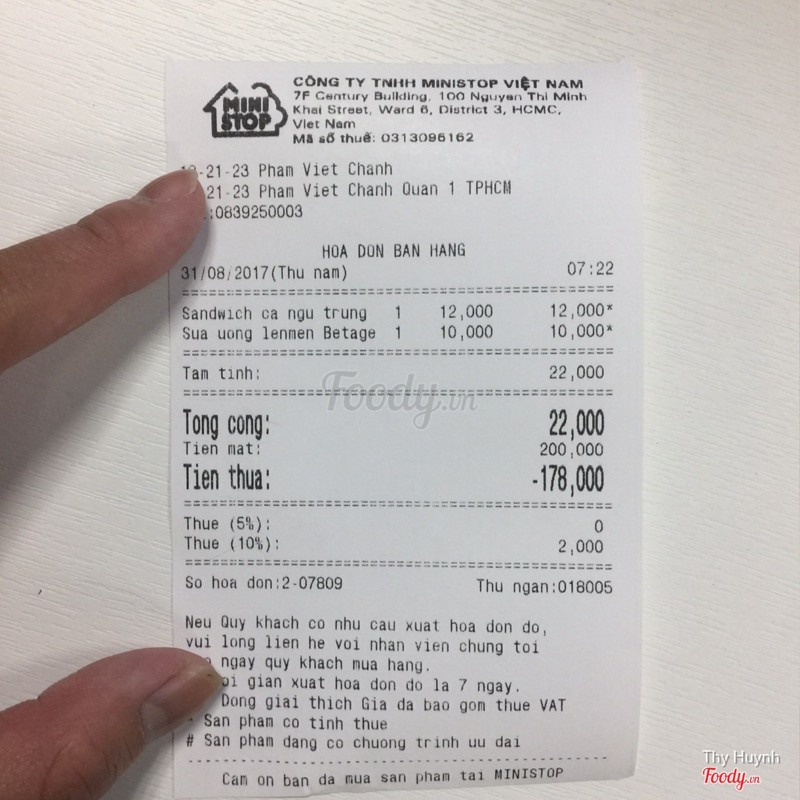 MINI
STOP
CÔNG TY TNHH MINISTOP VIỆT NAM
7F Century Building, 100 Nguyen Thi Minh
Khai Street, Ward 6, District 3, HCMC,
Viet Nam
Mã số thuế: 0313095162
-21-23 Pham Viet Chanh
21-23 Pham Viet Chanh Quan 1 TPHCM
:0839250003
HOA DON BAN HANG
31/08/2017(Thu nam) 07:22
Sandwich ca ngu trung 1 12,000 12,000*
Sua uong lenmen Betage 1 10,000 10,000*
Tam tinh: 22,000
Foody.vn
Tong cong: 22,000
Tien mat: 200,000
Tien thua: -178,000
Thue (5%): 0
Thue (10%): 2,000
So hoa don:2-07809 Thu ngan:018005
Neu Quy khach co nhu cau xuat hoa don do,
vui long lien he voi nhan vien chung toi
ngay quy khach mua hang.
gian xuat hoa don do la 7 ngay.
Dong giai thich Gia da bao gom thue VAT
San pham co tinh thue
# San pham dang co chuong trinh uu dai
Cam on ban da mua san pham tai MINISTOP
Thy Huynh
Foody.vn